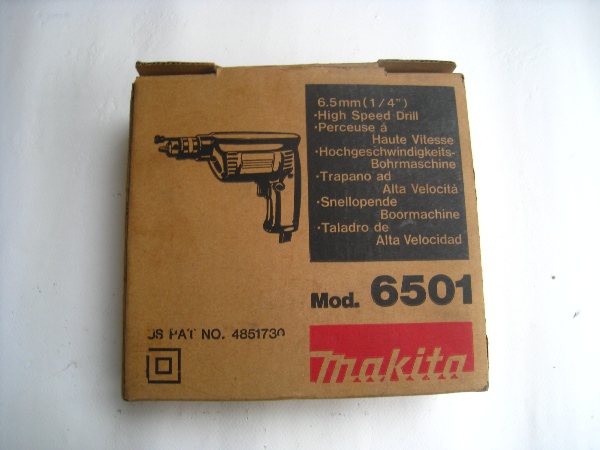 6.5mm(1/4")
·High Speed Drill
·Perceuse á
Haute Vitesse
·Hochgeschwindigkeits-
Bohrmaschine
·Trapano ad
Alta Velocitá
·Snellopende
Boormachine
·Taladro de
Alta Velocidad
Mod. 6501
US PAT NO. 4851730
makita